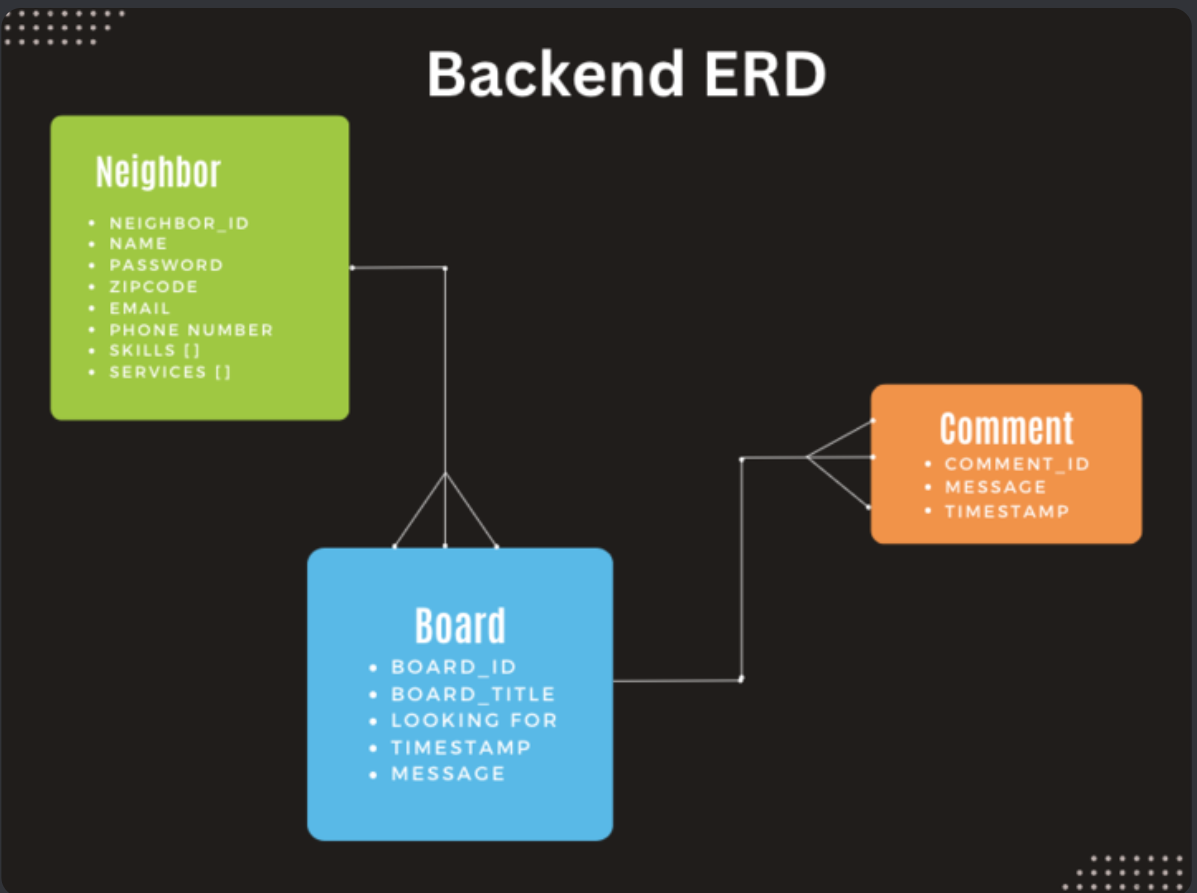 Backend ERD
Neighbor
• NEIGHBOR_ID
• NAME
• PASSWORD
• ZIPCODE
• EMAIL
• PHONE NUMBER
• SKILLS []
• SERVICES []
Comment
• COMMENT_ID
• MESSAGE
• TIMESTAMP
Board
• BOARD_ID
• BOARD_TITLE
• LOOKING FOR
• TIMESTAMP
• MESSAGE